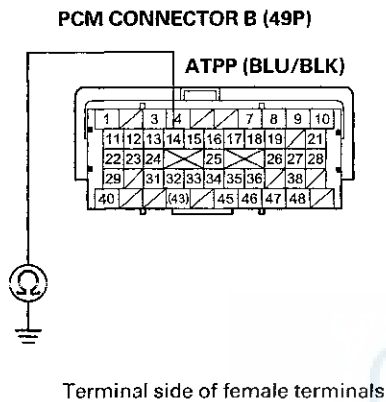 PCM CONNECTOR B (49P)
ATPP (BLU/BLK)
1 3 4 7 8 9 10
11 12 13 14 15 16 17 18 19 21
22 23 24 25 26 27 28
29 31 32 33 34 35 36 38
40 (43) 45 46 47 48
Ω
Terminal side of female terminals